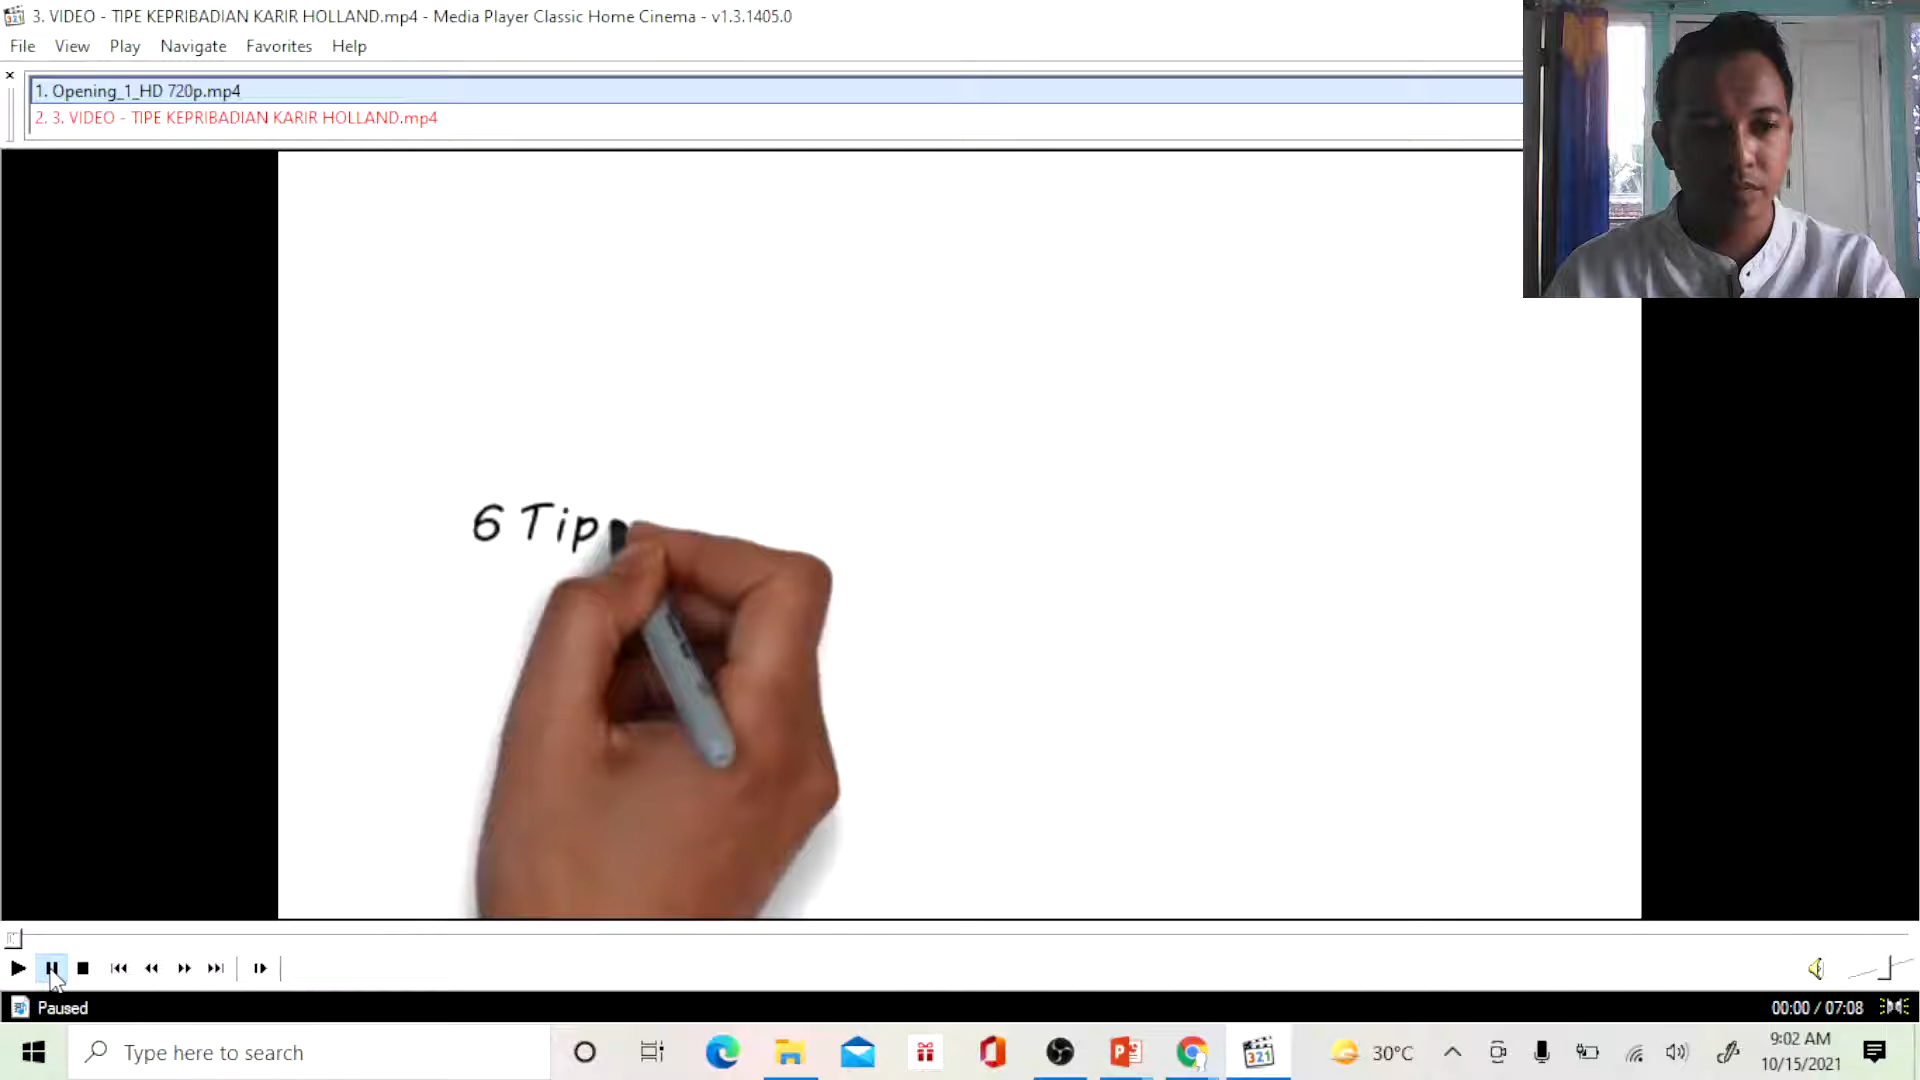 3. VIDEO - TIPE KEPRIBADIAN KARIR HOLLAND.mp4 - Media Player Classic Home Cinema - v1.3.1405.0
File View Play Navigate Favorites Help
1. Opening_1_HD 720p.mp4
2. 3. VIDEO - TIPE KEPRIBADIAN KARIR HOLLAND.mp4
6 Tip
Paused
00:00 / 07:08
Type here to search
30°C
9:02 AM
10/15/2021